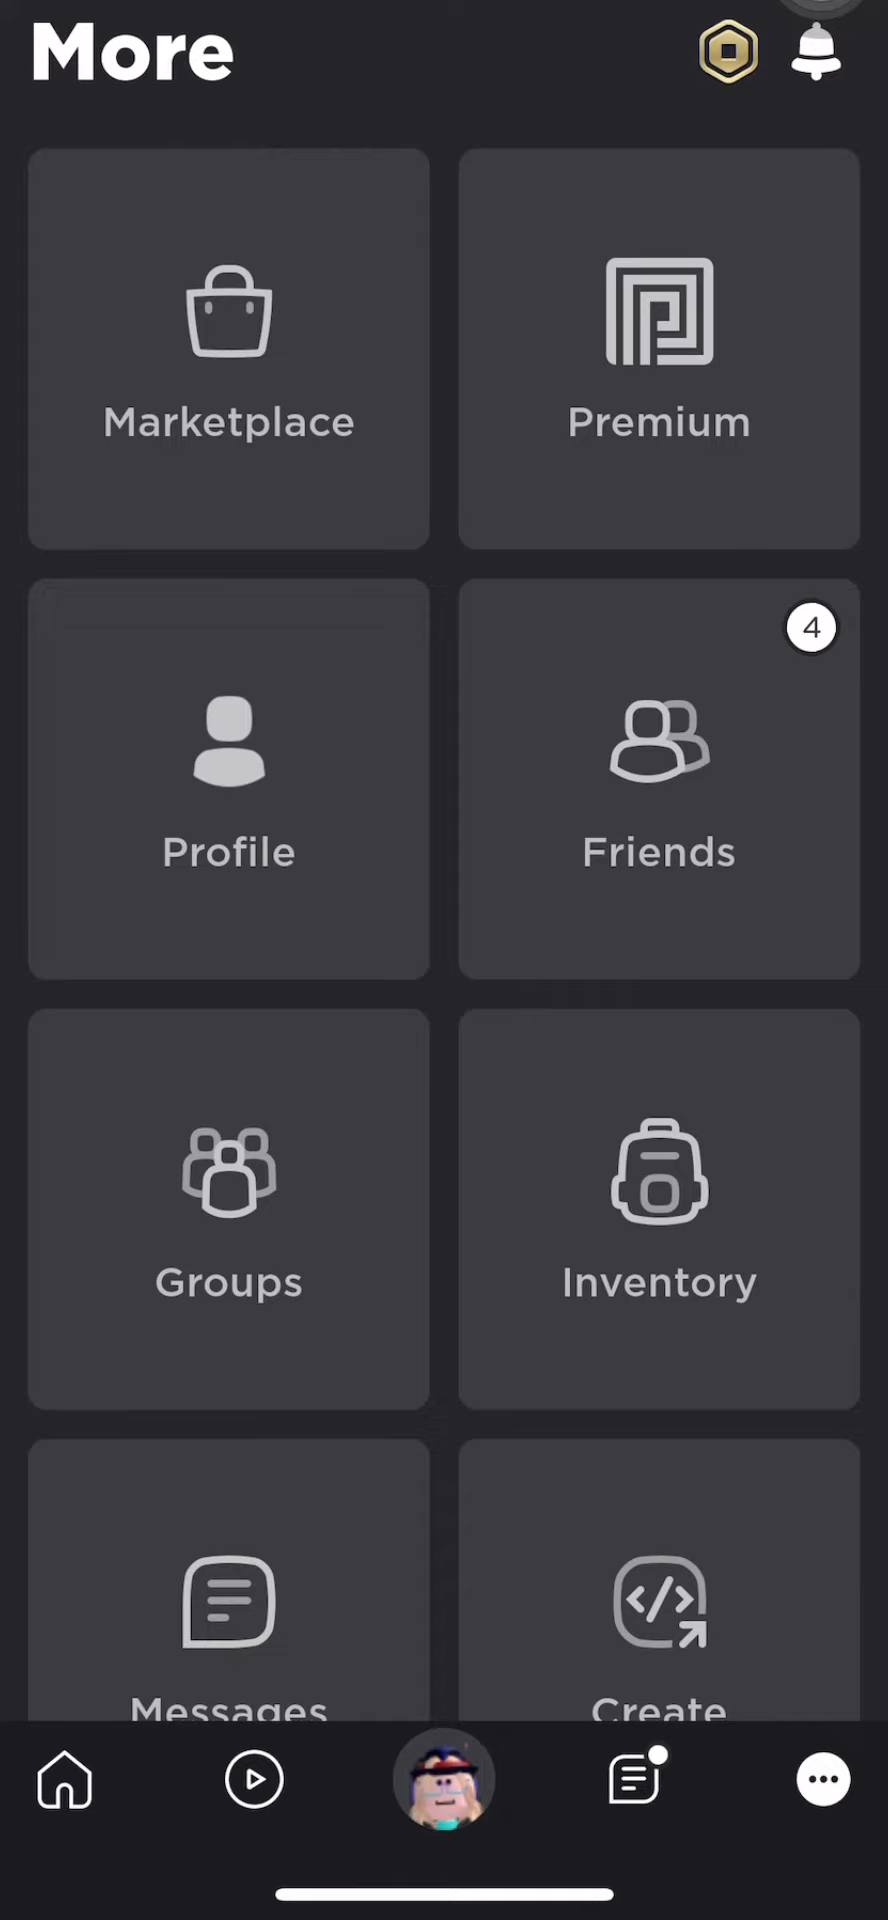 More
Marketplace
Premium
Profile
4
Friends
Groups
Inventory
Messages
Create